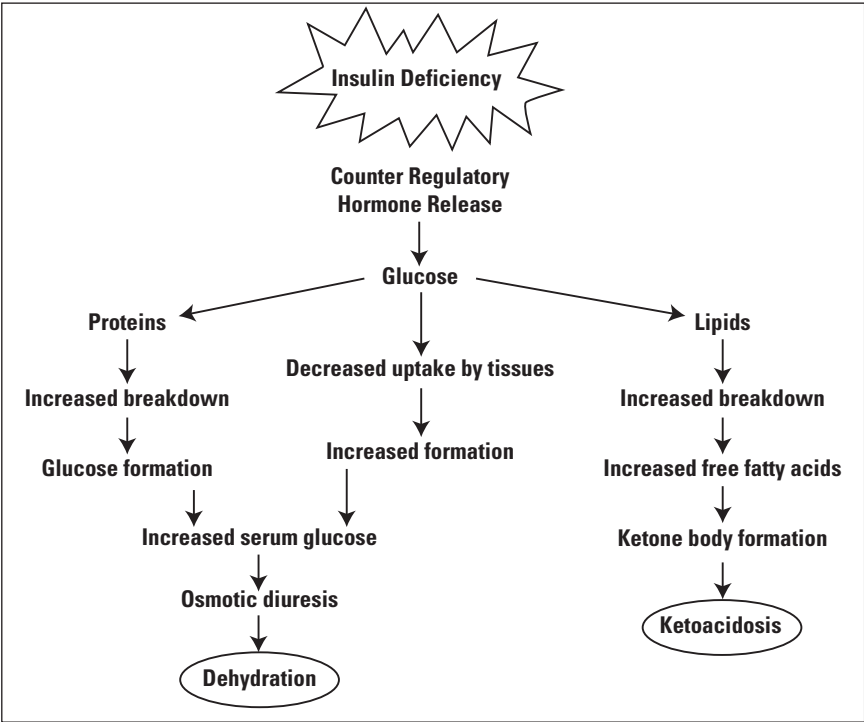 Insulin Deficiency
Counter Regulatory
Hormone Release
Glucose
Proteins
Lipids
Decreased uptake by tissues
Increased breakdown
Increased breakdown
Increased formation
Glucose formation
Increased free fatty acids
Increased serum glucose
Ketone body formation
Osmotic diuresis
Ketoacidosis
Dehydration